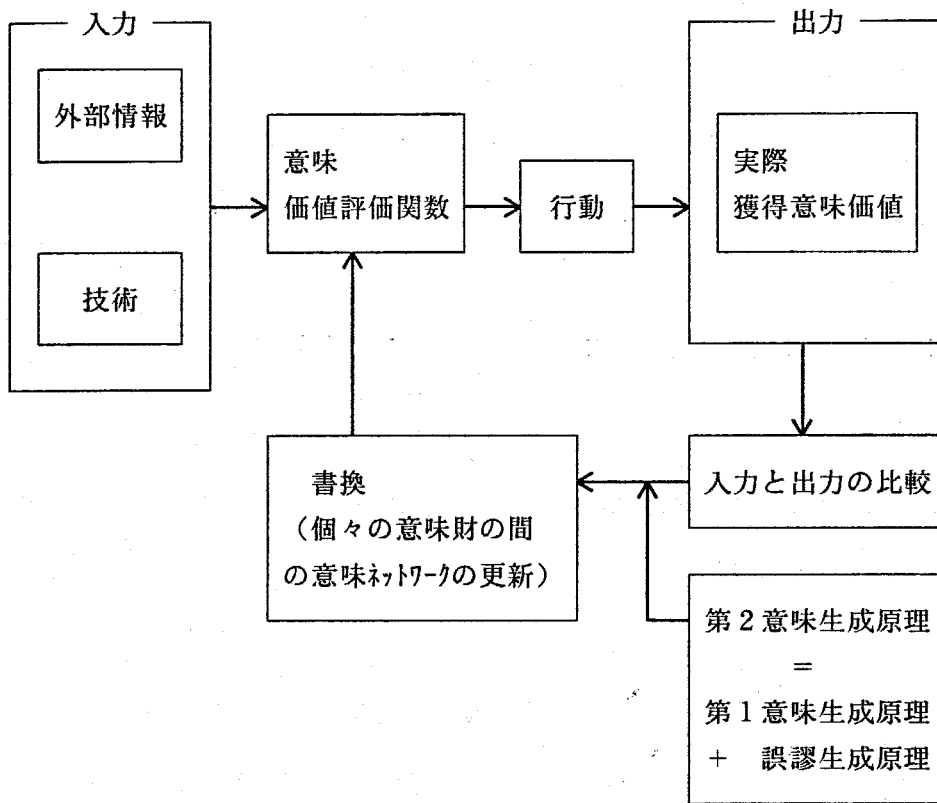 入力
外部情報
技術
意味
価値評価関数
行動
出力
実際
獲得意味価値
入力と出力の比較
書換
（個々の意味財の間
の意味ﾈｯﾄﾜｰｸの更新）
第２意味生成原理
＝
第１意味生成原理
＋　誤謬生成原理